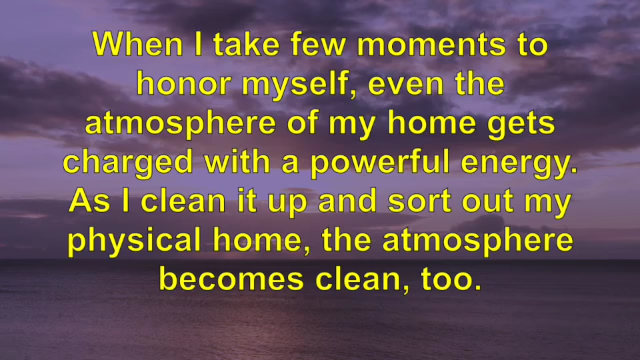 When I take few moments to
honor myself, even the
atmosphere of my home gets
charged with a powerful energy.
As I clean it up and sort out my
physical home, the atmosphere
becomes clean, too.